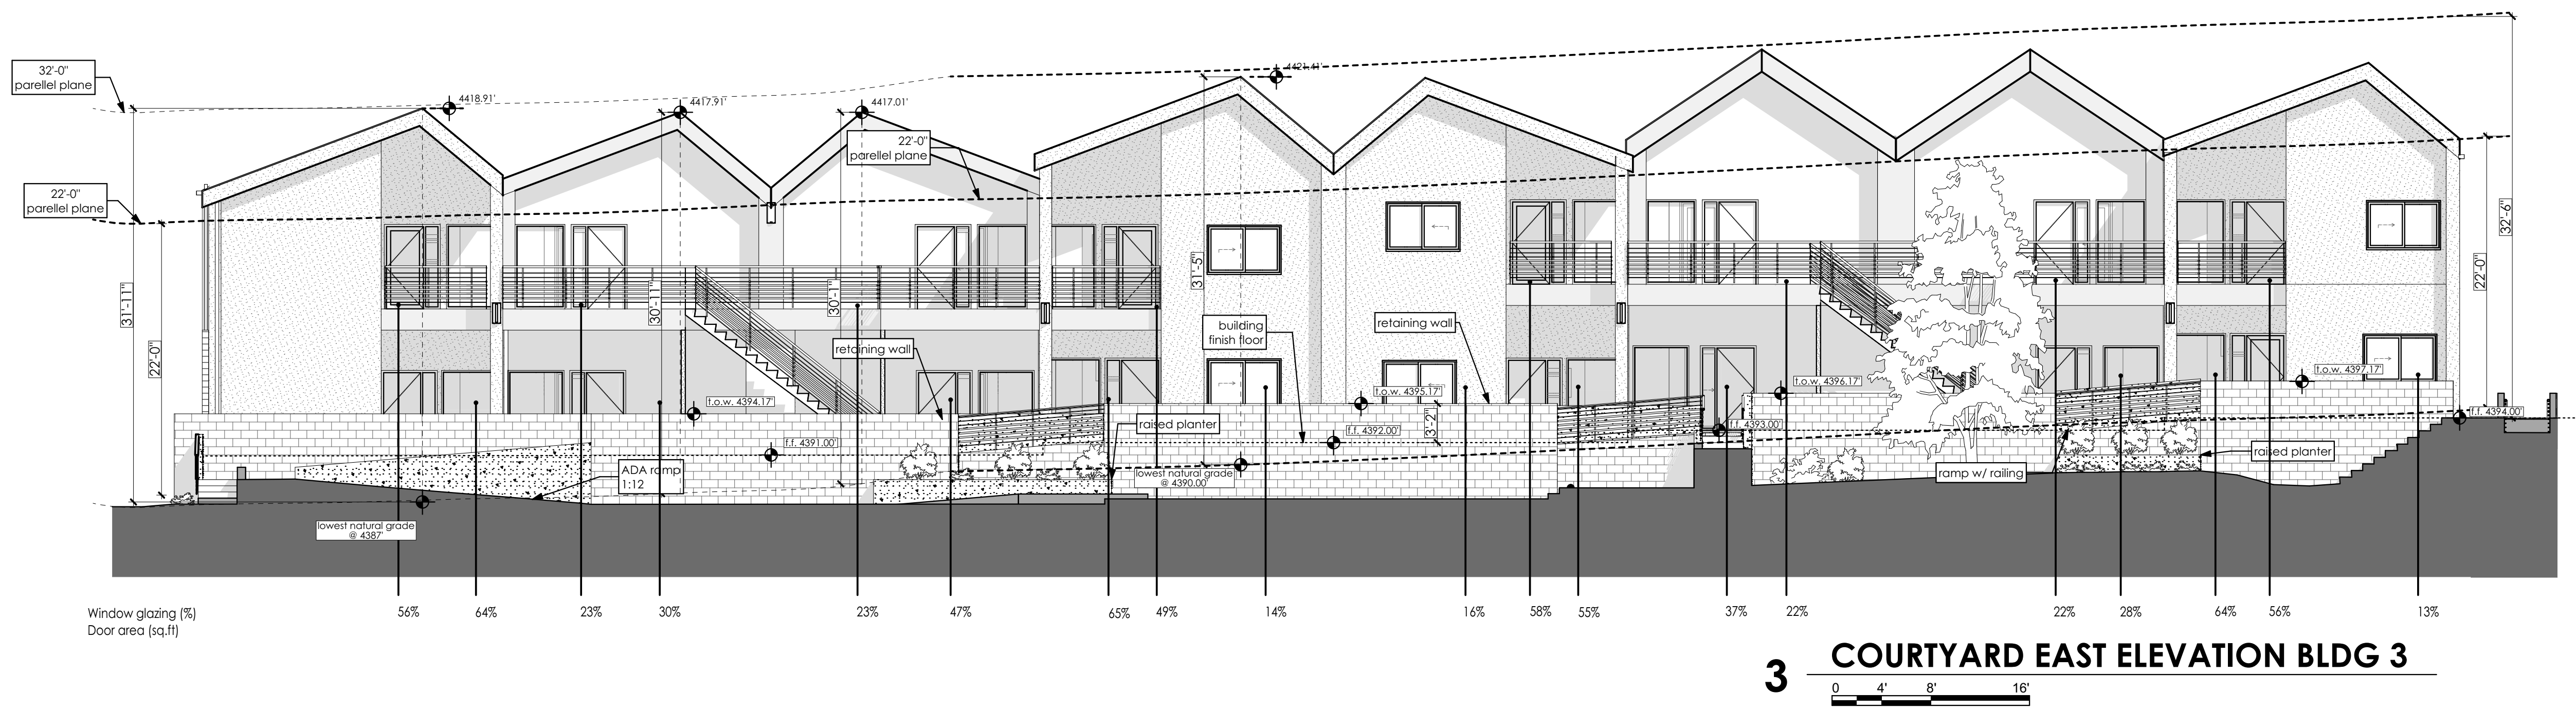 4421.41'
32'-0"
parellel plane
4418.91'
4417.91'
4417.01'
22'-0"
parellel plane
22'-0"
parellel plane
32'-6"
31'-5"
22'-0"
31'-11"
30'-11"
30'-1"
building
finish floor
retaining wall
retaining wall
22'-0"
t.o.w. 4397.17'
t.o.w. 4396.17'
t.o.w. 4395.17'
t.o.w. 4394.17'
f.f. 4394.00'
3'-2"
raised planter
f.f. 4393.00'
f.f. 4392.00'
f.f. 4391.00'
raised planter
ADA ramp
1:12
lowest natural grade
@ 4390.00'
ramp w/ railing
lowest natural grade
@ 4387'
Window glazing (%)
56% 64% 23% 30% 23% 47% 65% 49% 14% 16% 58% 55% 37% 22% 22% 28% 64% 56% 13%
Door area (sq.ft)
3 COURTYARD EAST ELEVATION BLDG 3
0 4' 8' 16'